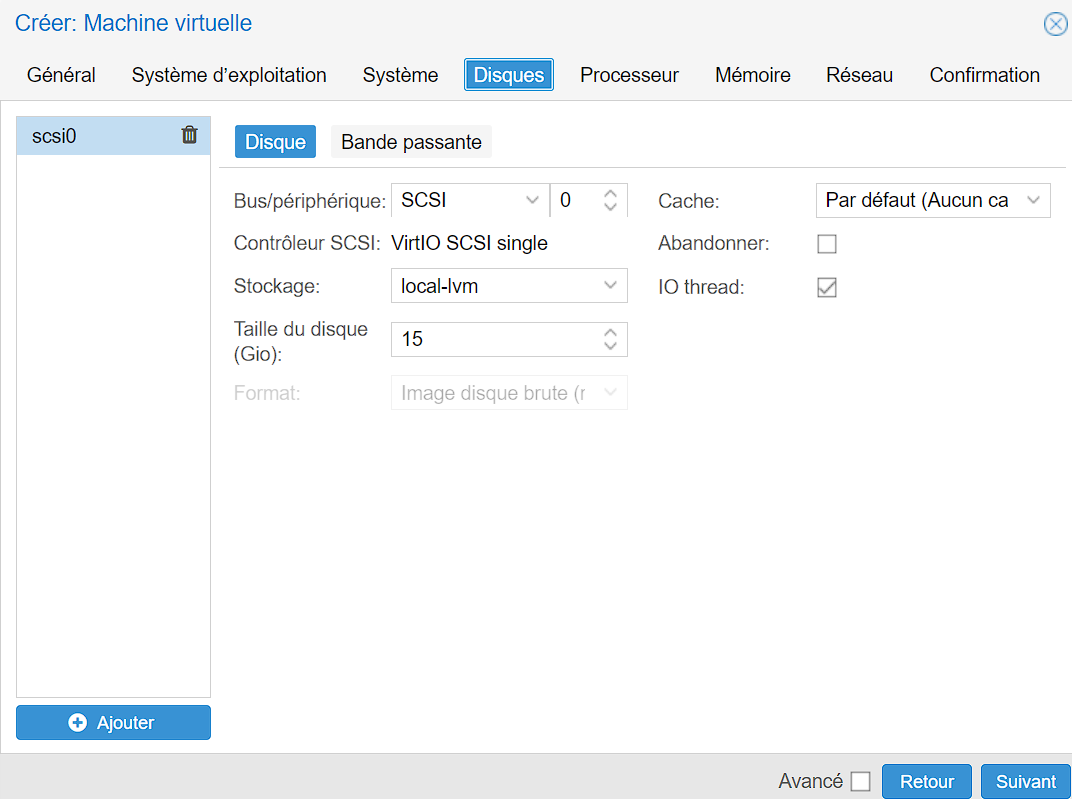 Créer: Machine virtuelle
Général Système d’exploitation Système Disques Processeur Mémoire Réseau Confirmation
scsi0
Disque Bande passante
Bus/périphérique: SCSI 0 Cache: Par défaut (Aucun ca
Contrôleur SCSI: VirtIO SCSI single Abandonner:
Stockage: local-lvm IO thread:
Taille du disque
(Gio): 15
Format: Image disque brute (r
Ajouter
Avancé Retour Suivant